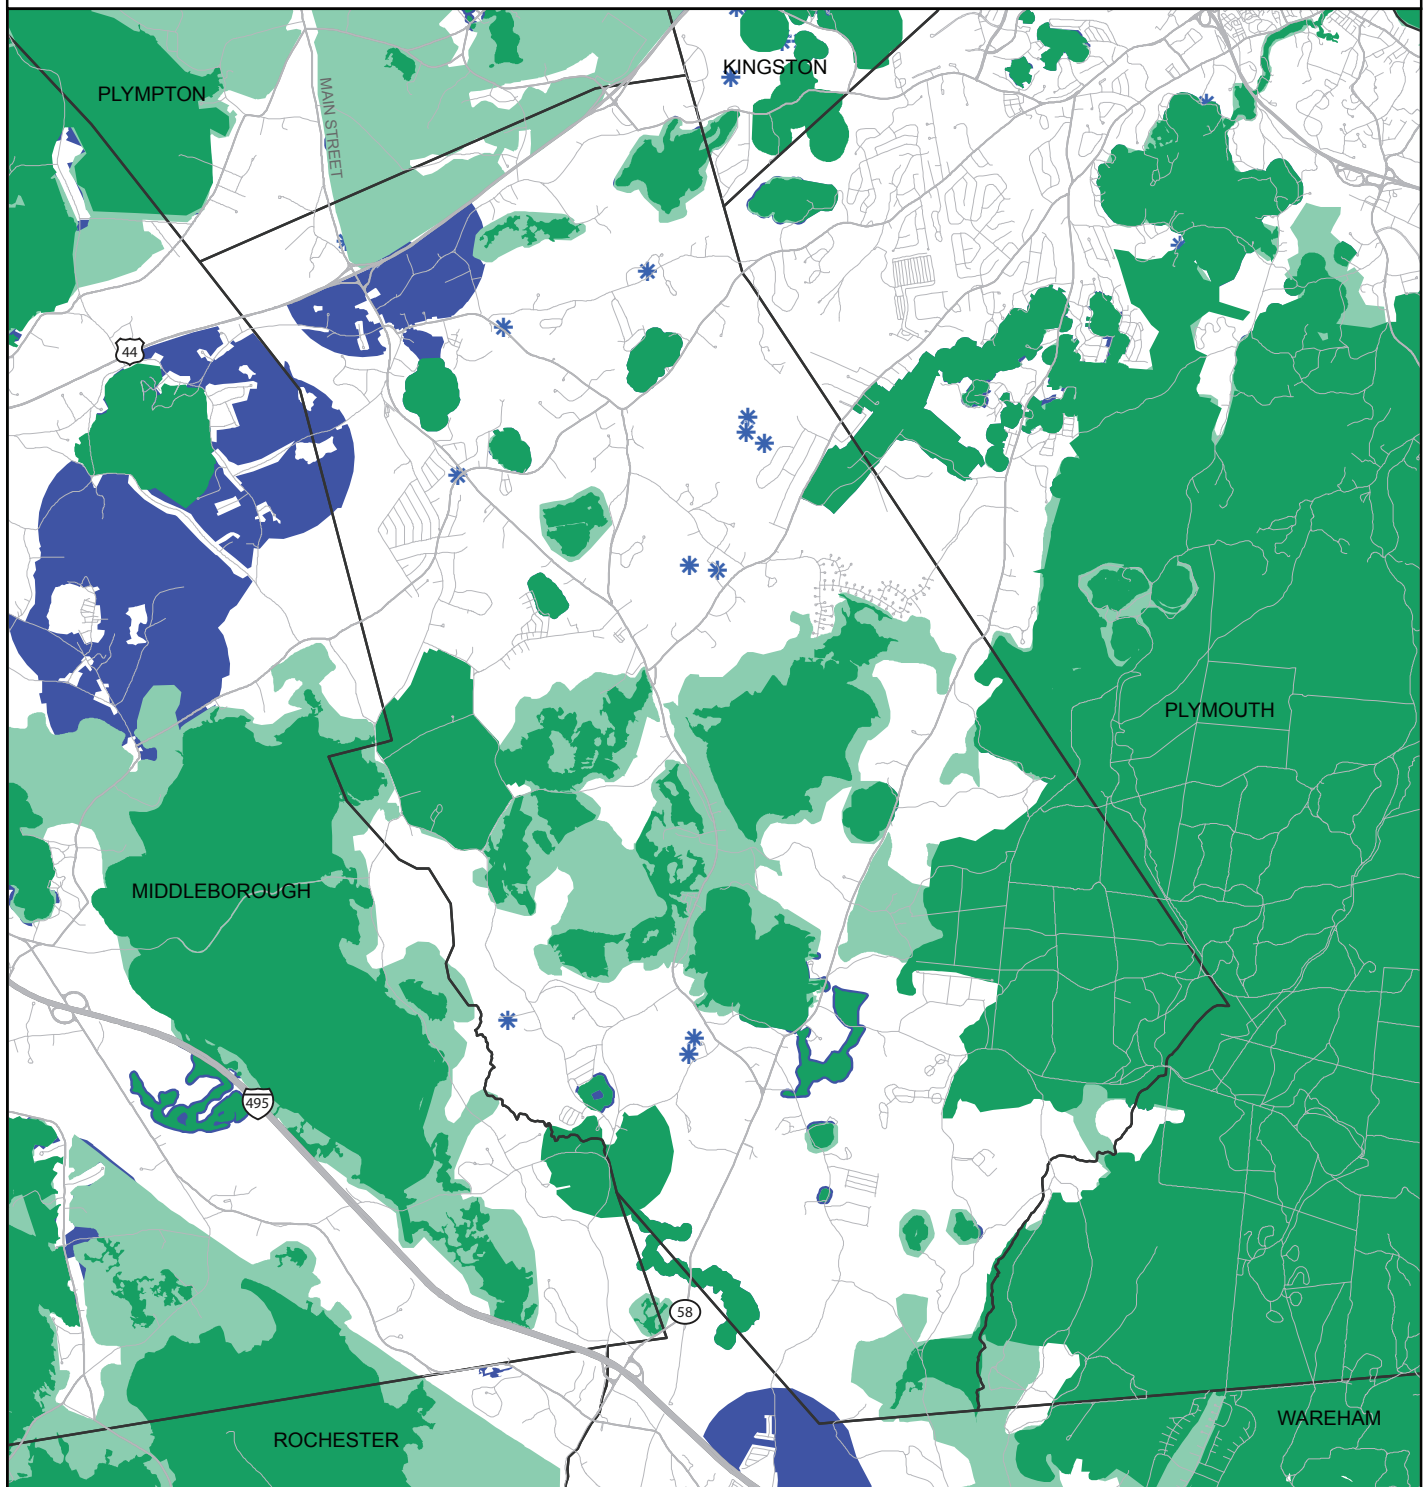 KINGSTON
PLYMPTON
MAIN STREET
44
PLYMOUTH
MIDDLEBOROUGH
495
58
WAREHAM
ROCHESTER